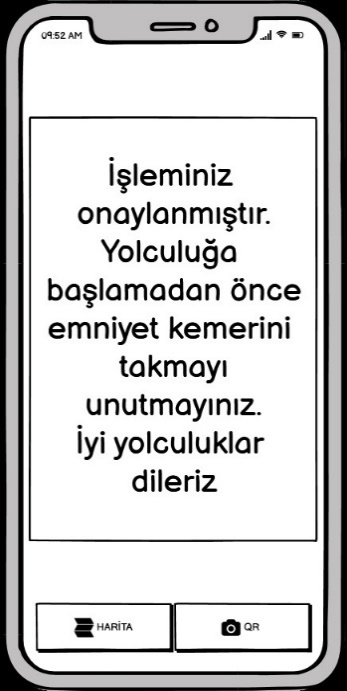 09:52 AM
İşleminiz
onaylanmıştır.
Yolculuğa
başlamadan önce
emniyet kemerini
takmayı
unutmayınız.
İyi yolculuklar
dileriz
HARİTA
QR